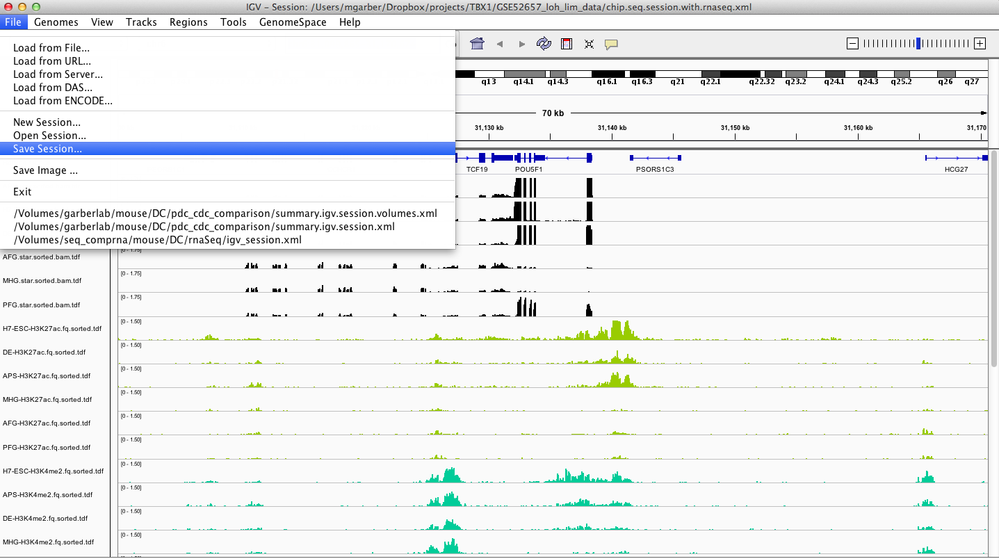 IGV - Session: /Users/mgarber/Dropbox/projects/TBX1/GSE52657_loh_lim_data/chip.seq.session.with.rnaseq.xml
File Genomes View Tracks Regions Tools GenomeSpace Help
Load from File...
Load from URL...
Load from Server...
Load from DAS...
Load from ENCODE...
New Session...
Open Session...
Save Session...
Save Image ...
Exit
/Volumes/garberlab/mouse/DC/pdc_cdc_comparison/summary.igv.session.volumes.xml
/Volumes/garberlab/mouse/DC/pdc_cdc_comparison/summary.igv.session.xml
/Volumes/seq_comprna/mouse/DC/rnaSeq/igv_session.xml
q13 q14.1 q14.3 q16.1 q16.3 q21 q22.1 q22.32 q23.2 q24.1 q24.3 q25.2 q26 q27
70 kb
31,130 kb 31,140 kb 31,150 kb 31,160 kb 31,170
TCF19 POU5F1 PSORS1C3 HCG27
[0 - 1.75]
AFG.star.sorted.bam.tdf
[0 - 1.75]
MHG.star.sorted.bam.tdf
[0 - 1.75]
PFG.star.sorted.bam.tdf
[0 - 1.50]
H7-ESC-H3K27ac.fq.sorted.tdf
[0 - 1.50]
DE-H3K27ac.fq.sorted.tdf
[0 - 1.50]
APS-H3K27ac.fq.sorted.tdf
[0 - 1.50]
MHG-H3K27ac.fq.sorted.tdf
[0 - 1.50]
AFG-H3K27ac.fq.sorted.tdf
[0 - 1.50]
PFG-H3K27ac.fq.sorted.tdf
[0 - 1.50]
H7-ESC-H3K4me2.fq.sorted.tdf
[0 - 1.50]
APS-H3K4me2.fq.sorted.tdf
[0 - 1.50]
DE-H3K4me2.fq.sorted.tdf
[0 - 1.50]
MHG-H3K4me2.fq.sorted.tdf